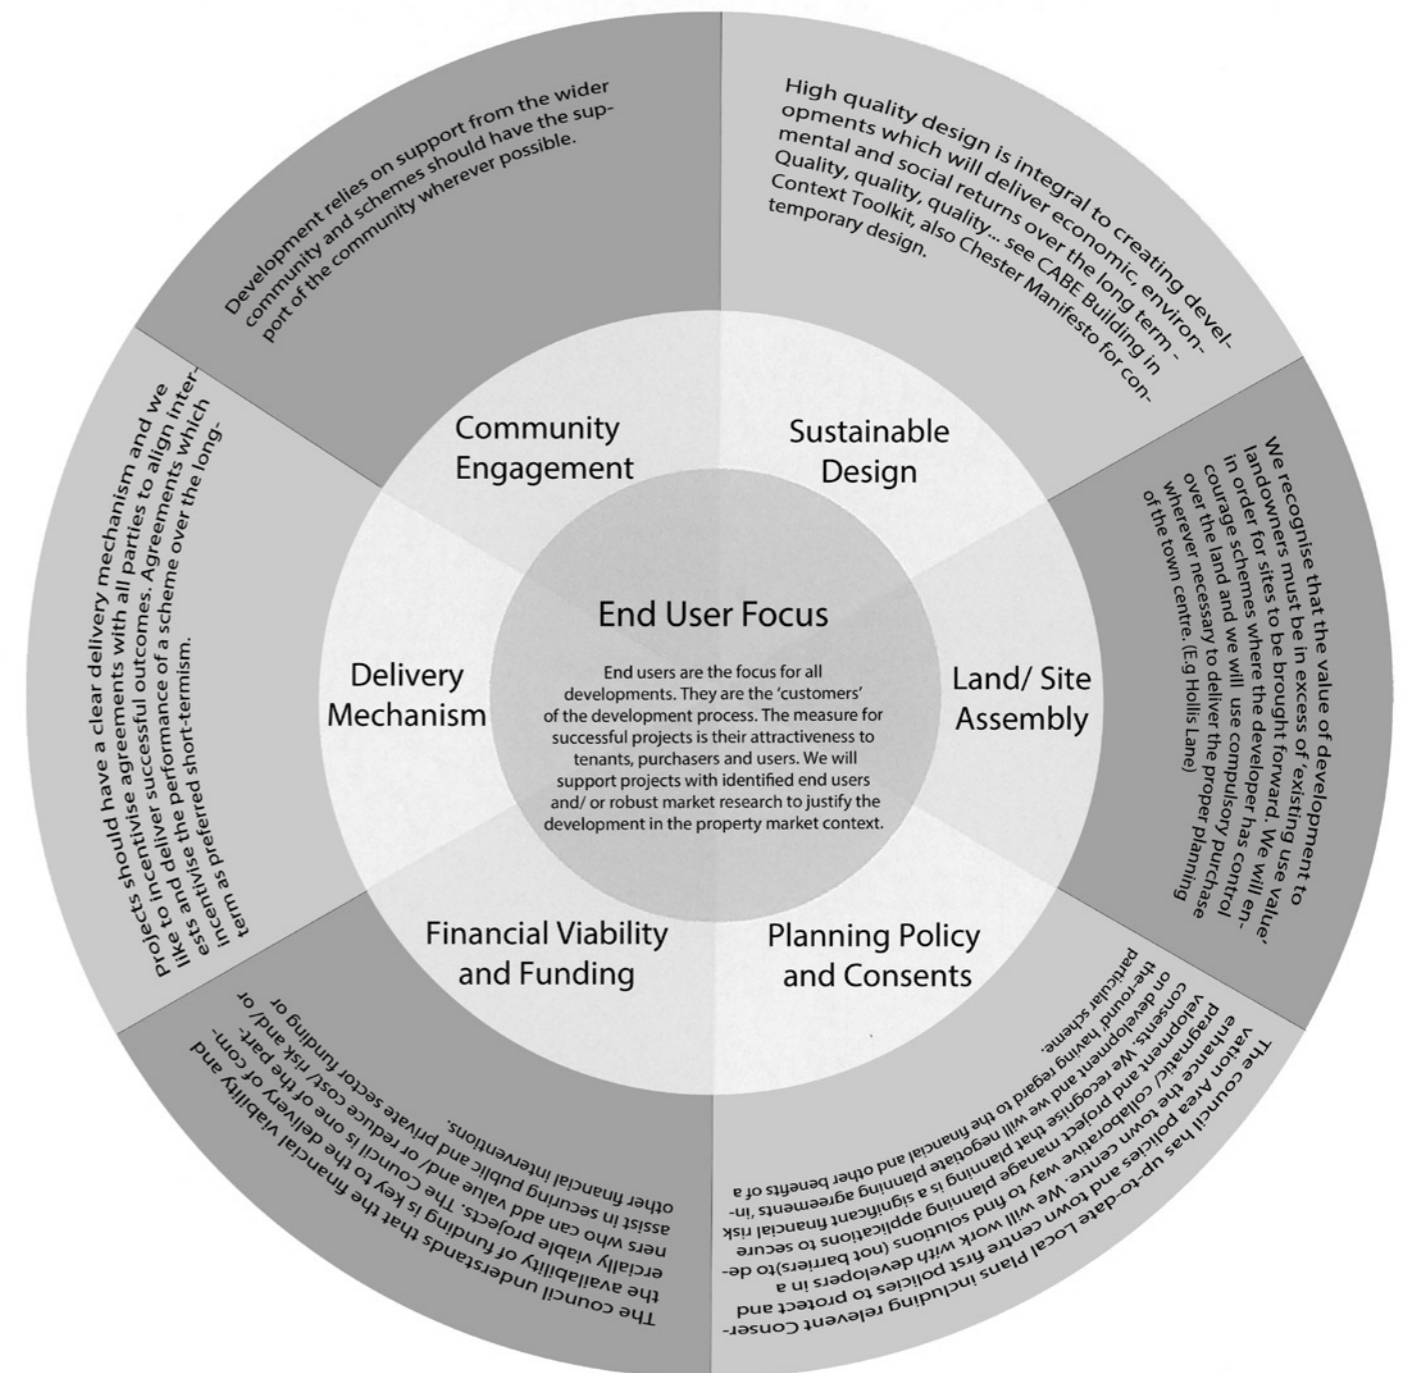 Community
Engagement
Development relies on support from the wider
community and schemes should have the sup-
port of the community wherever possible.
Sustainable
Design
High quality design is integral to creating devel-
opments which will deliver economic, environ-
mental and social returns over the long term -
Quality, quality, quality... see CABE Building in
Context Toolkit, also Chester Manifesto for con-
temporary design.
Land/ Site
Assembly
We recognise that the value of development to
landowners must be in excess of 'existing use value'
in order for sites to be brought forward. We will en-
courage schemes where the developer has control
over the land and we will use compulsory purchase
wherever necessary to deliver the proper planning
of the town centre. (E.g Hollis Lane)
Planning Policy
and Consents
The council has up-to-date Local Plans including relevent Conser-
vation Area policies and town centre first policies to protect and
enhance the town centre. We will work with developers in a
pragmatic/ collaborative way to find solutions (not barriers)to de-
velopment and project manage planning applications to secure
consents. We recognise that planning is a significant financial risk
on development and we will negotiate planning agreements 'in-
the-round' having regard to the financial and other benefits of a
particular scheme.
Financial Viability
and Funding
The council understands that the financial viability and
the availability of funding is key to the delivery of com-
ercially viable projects. The Council is one of the part-
ners who can add value and/ or reduce cost/ risk and/ or
assist in securing public and private sector funding or
other financial interventions.
Delivery
Mechanism
Projects should have a clear delivery mechanism and we
like to incentivise agreements with all parties to align inter-
ests and deliver successful outcomes. Agreements which
incentivise the performance of a scheme over the long-
term as preferred short-termism.
End User Focus
End users are the focus for all
developments. They are the 'customers'
of the development process. The measure for
successful projects is their attractiveness to
tenants, purchasers and users. We will
support projects with identified end users
and/ or robust market research to justify the
development in the property market context.